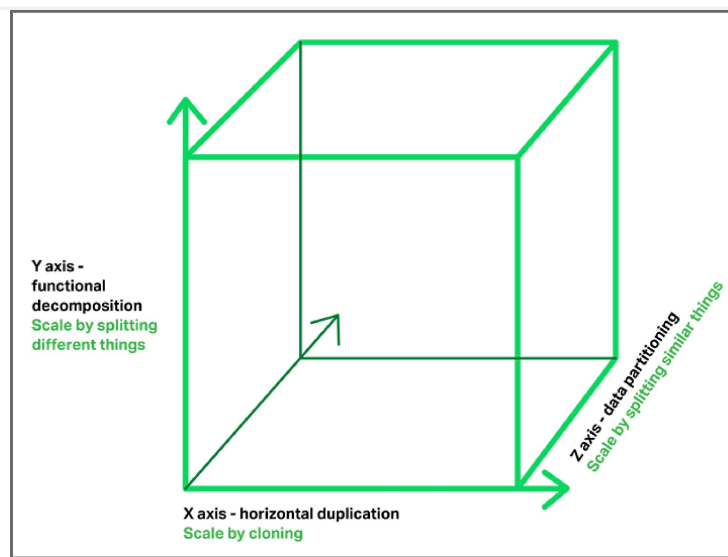 Y axis -
functional
decomposition
Scale by splitting
different things
Z axis - data partitioning
Scale by splitting similar things
X axis - horizontal duplication
Scale by cloning